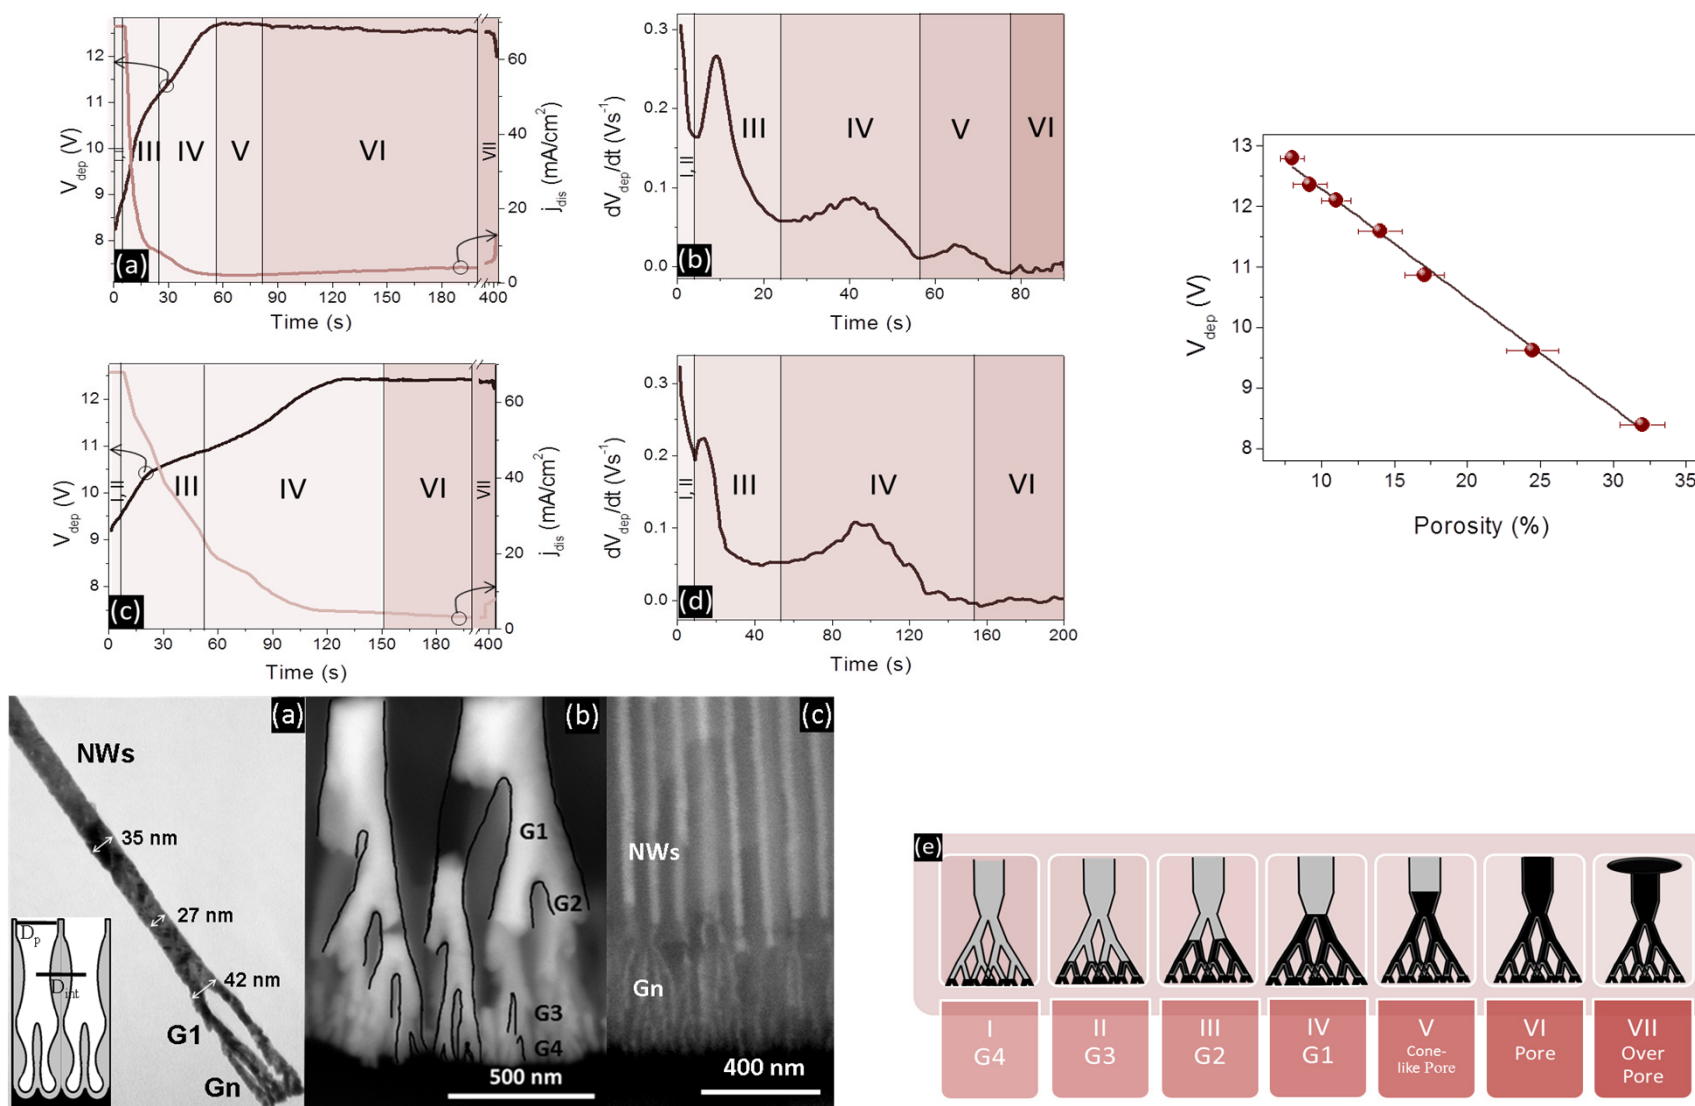 12
11
10
9
8
V_dep (V)
I, II
III
IV
V
VI
VII
60
40
20
0
j_dis (mA/cm²)
(a)
0 30 60 90 120 150 180 400
Time (s)
0.3
0.2
0.1
0.0
dV_dep/dt (Vs⁻¹)
I, II
III
IV
V
VI
(b)
0 20 40 60 80
Time (s)
13
12
11
10
9
8
V_dep (V)
10 15 20 25 30 35
Porosity (%)
12
11
10
9
8
V_dep (V)
I, II
III
IV
VI
VII
60
40
20
0
j_dis (mA/cm²)
(c)
0 30 60 90 120 150 180 400
Time (s)
0.3
0.2
0.1
0.0
dV_dep/dt (Vs⁻¹)
I, II
III
IV
VI
(d)
0 40 80 120 160 200
Time (s)
(a)
NWs
35 nm
27 nm
42 nm
D_p
D_int
G1
Gn
(b)
G1
G2
G3
G4
500 nm
(c)
NWs
Gn
400 nm
(e)
I
G4
II
G3
III
G2
IV
G1
V
Cone-
like Pore
VI
Pore
VII
Over
Pore